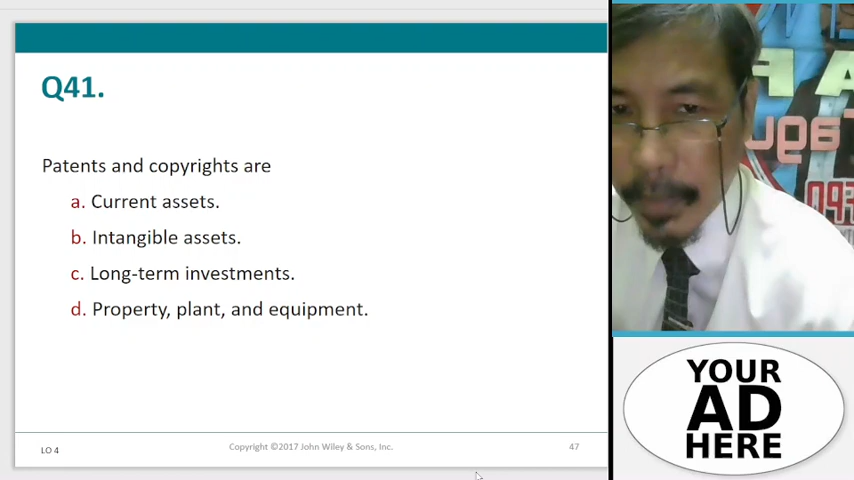 Q41.
Patents and copyrights are
a. Current assets.
b. Intangible assets.
c. Long-term investments.
d. Property, plant, and equipment.
LO 4
Copyright ©2017 John Wiley & Sons, Inc.
47
YOUR
AD
HERE